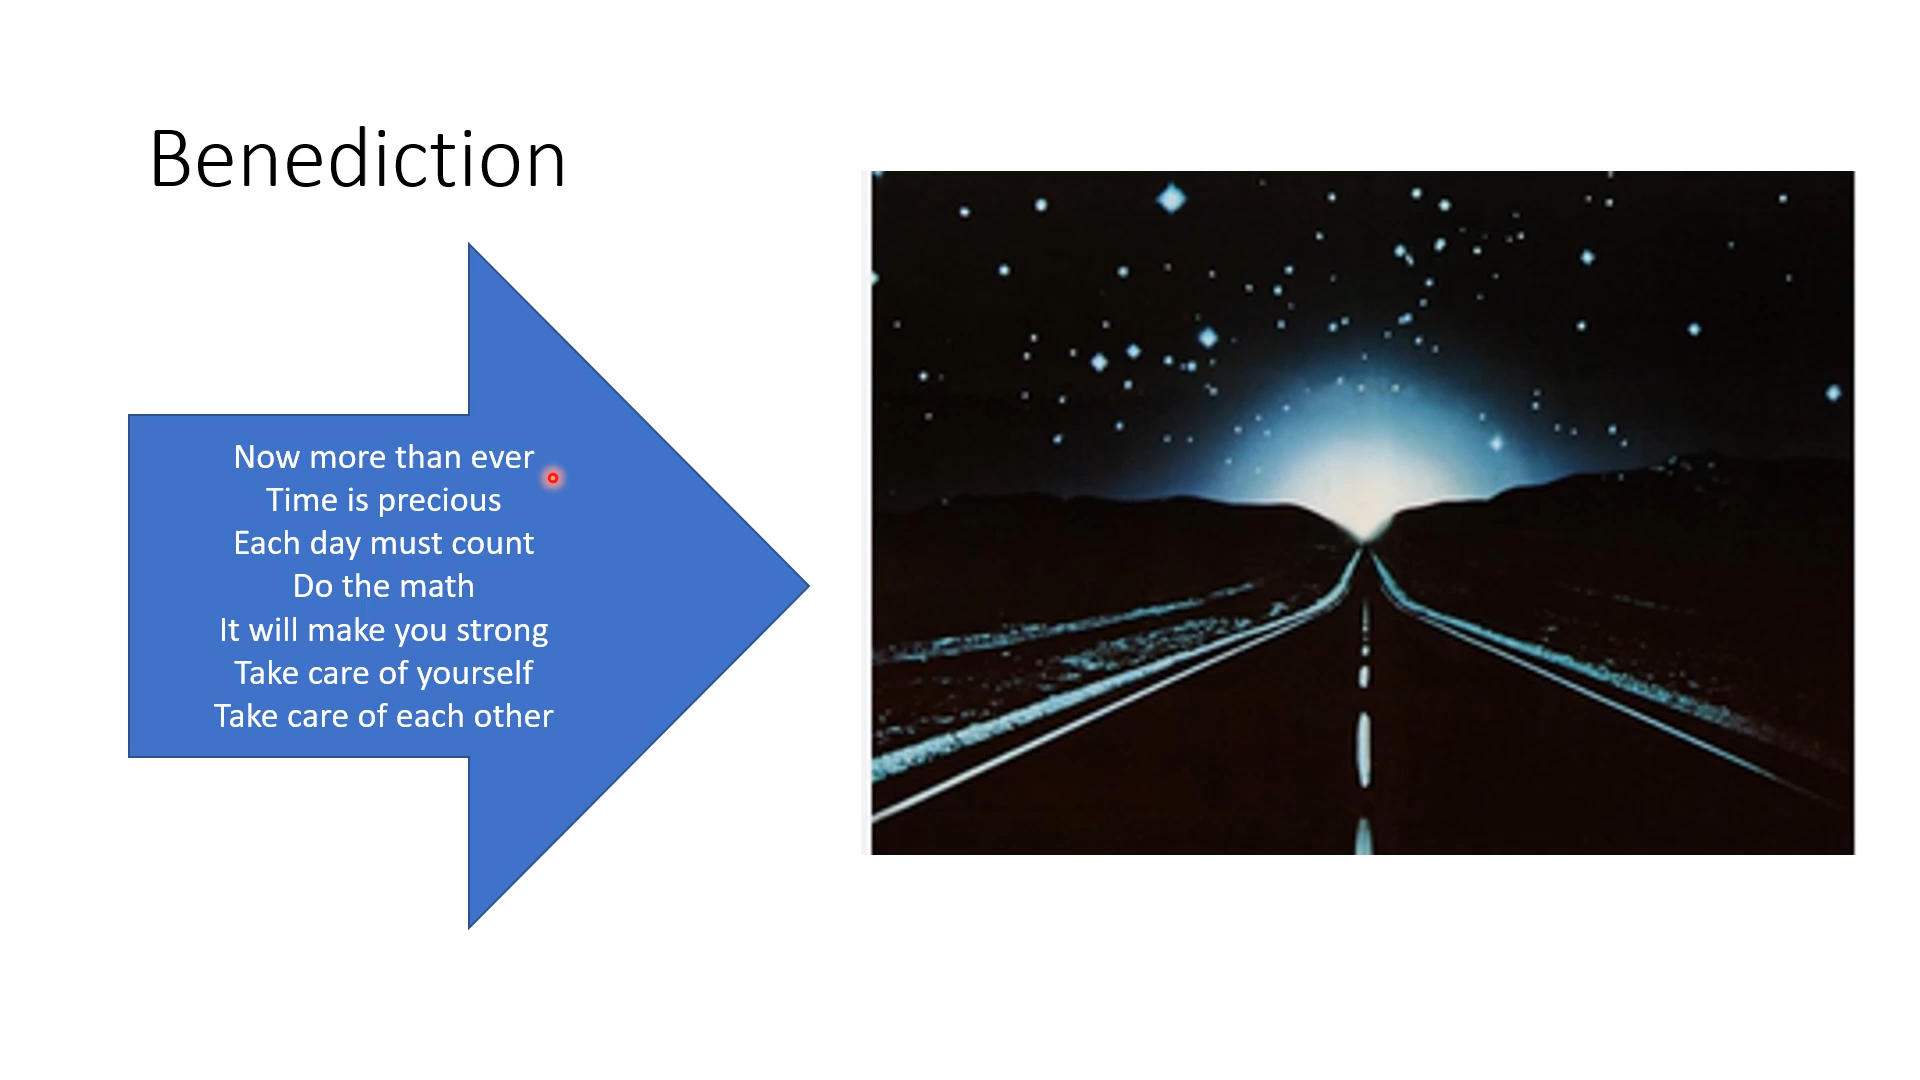 Benediction
Now more than ever
Time is precious
Each day must count
Do the math
It will make you strong
Take care of yourself
Take care of each other